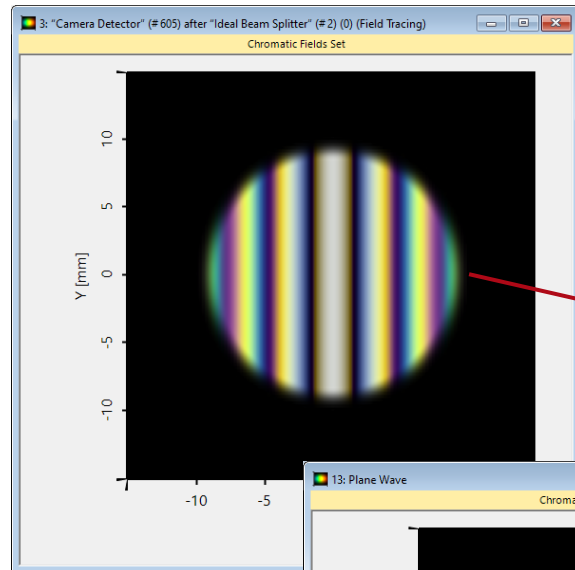 3: "Camera Detector" (#605) after "Ideal Beam Splitter" (#2) (0) (Field Tracing)
Chromatic Fields Set
10
5
0
-5
-10
Y [mm]
-10 -5
13: Plane Wave
Chroma